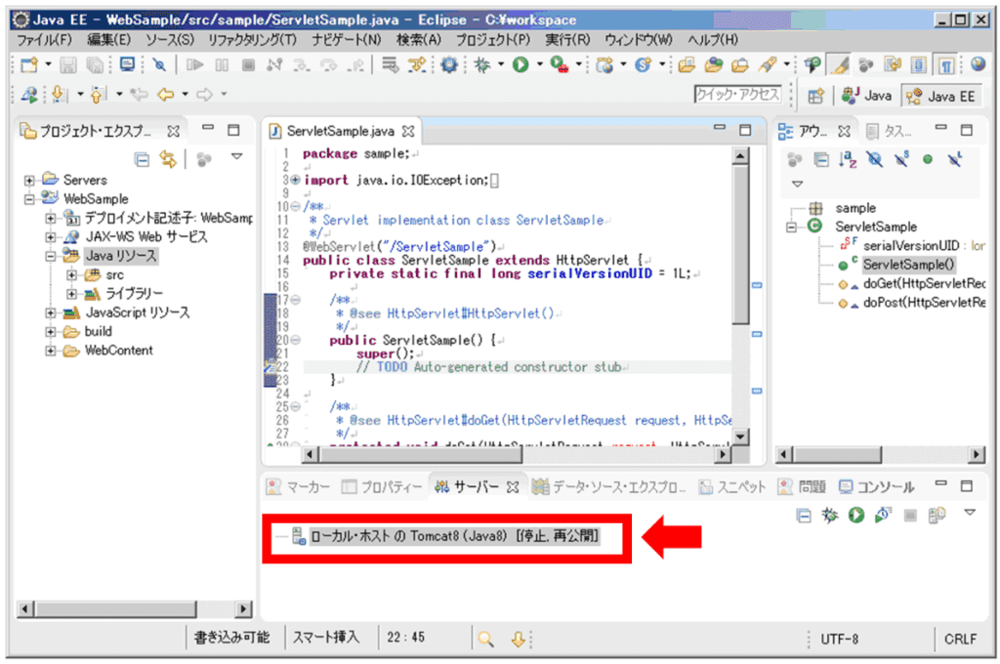 Java EE - WebSample/src/sample/ServletSample.java - Eclipse - C:¥workspace
ファイル(F) 編集(E) ソース(S) リファクタリング(T) ナビゲート(N) 検索(A) プロジェクト(P) 実行(R) ウィンドウ(W) ヘルプ(H)
クイック・アクセス Java Java EE
プロジェクト・エクスプ...
Servers
WebSample
デプロイメント記述子: WebSamp
JAX-WS Web サービス
Java リソース
src
ライブラリー
JavaScript リソース
build
WebContent
ServletSample.java
1 package sample;
2
3 import java.io.IOException;
9
10 /**
11 * Servlet implementation class ServletSample
12 */
13 @WebServlet("/ServletSample")
14 public class ServletSample extends HttpServlet {
15 private static final long serialVersionUID = 1L;
16
17 /**
18 * @see HttpServlet#HttpServlet()
19 */
20 public ServletSample() {
21 super();
22 // TODO Auto-generated constructor stub
23 }
24
25 /**
26 * @see HttpServlet#doGet(HttpServletRequest request, HttpSe
27 */
アウ... タス...
sample
ServletSample
serialVersionUID : lon
ServletSample()
doGet(HttpServletRec
doPost(HttpServletRe
マーカー プロパティー サーバー データ・ソース・エクスプロ... スニペット 問題 コンソール
ローカル・ホスト の Tomcat8 (Java8) [停止, 再公開]
書き込み可能 スマート挿入 22 : 45 UTF-8 CRLF